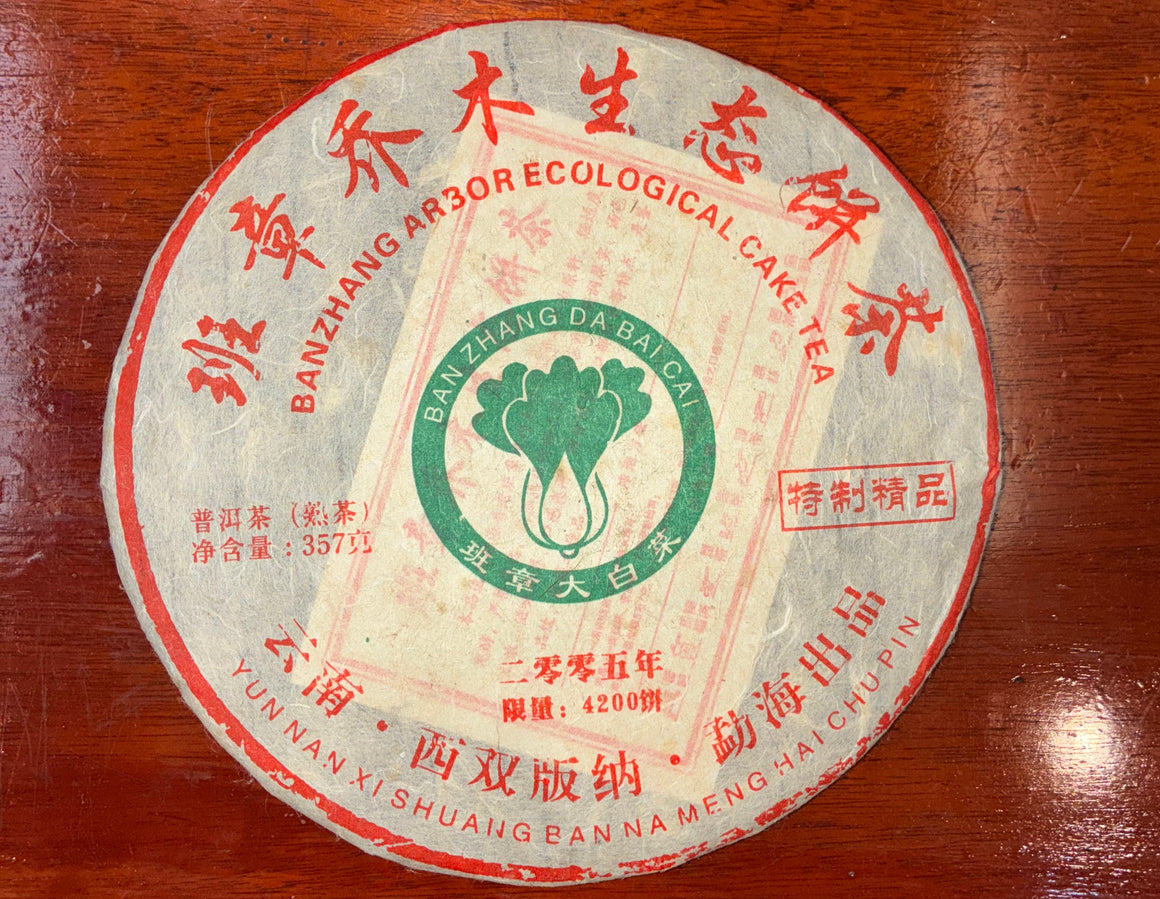 班章乔木生态饼茶
BANZHANG ARBOR ECOLOGICAL CAKE TEA
BAN ZHANG DA BAI CAI
班章大白菜
特制精品
普洱茶（熟茶）
净含量：357克
二零零五年
限量：4200饼
云南·西双版纳·勐海出品
YUN NAN XI SHUANG BAN NA MENG HAI CHU PIN